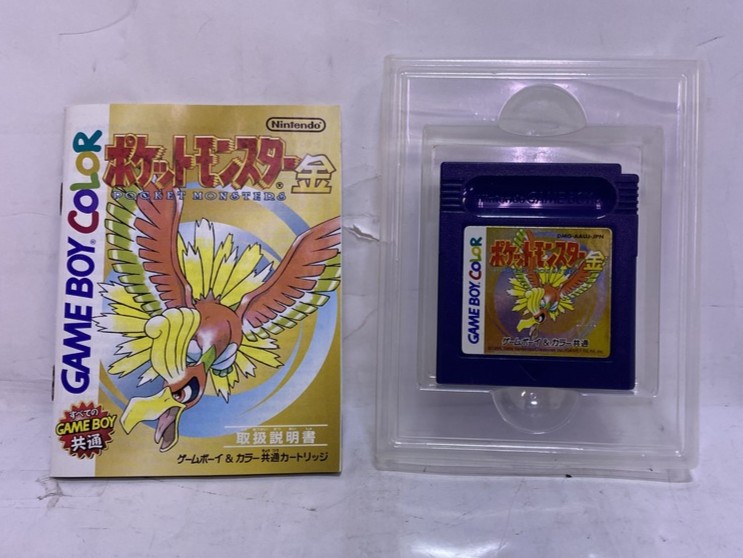 Nintendo
ポケットモンスター金
POCKET MONSTERS
GAME BOY COLOR
すべての
GAME BOY
共通
取扱説明書
ゲームボーイ&カラー共通カートリッジ
DMG-AAUJ-JPN
ポケットモンスター金
GAME BOY COLOR
ゲームボーイ&カラー共通